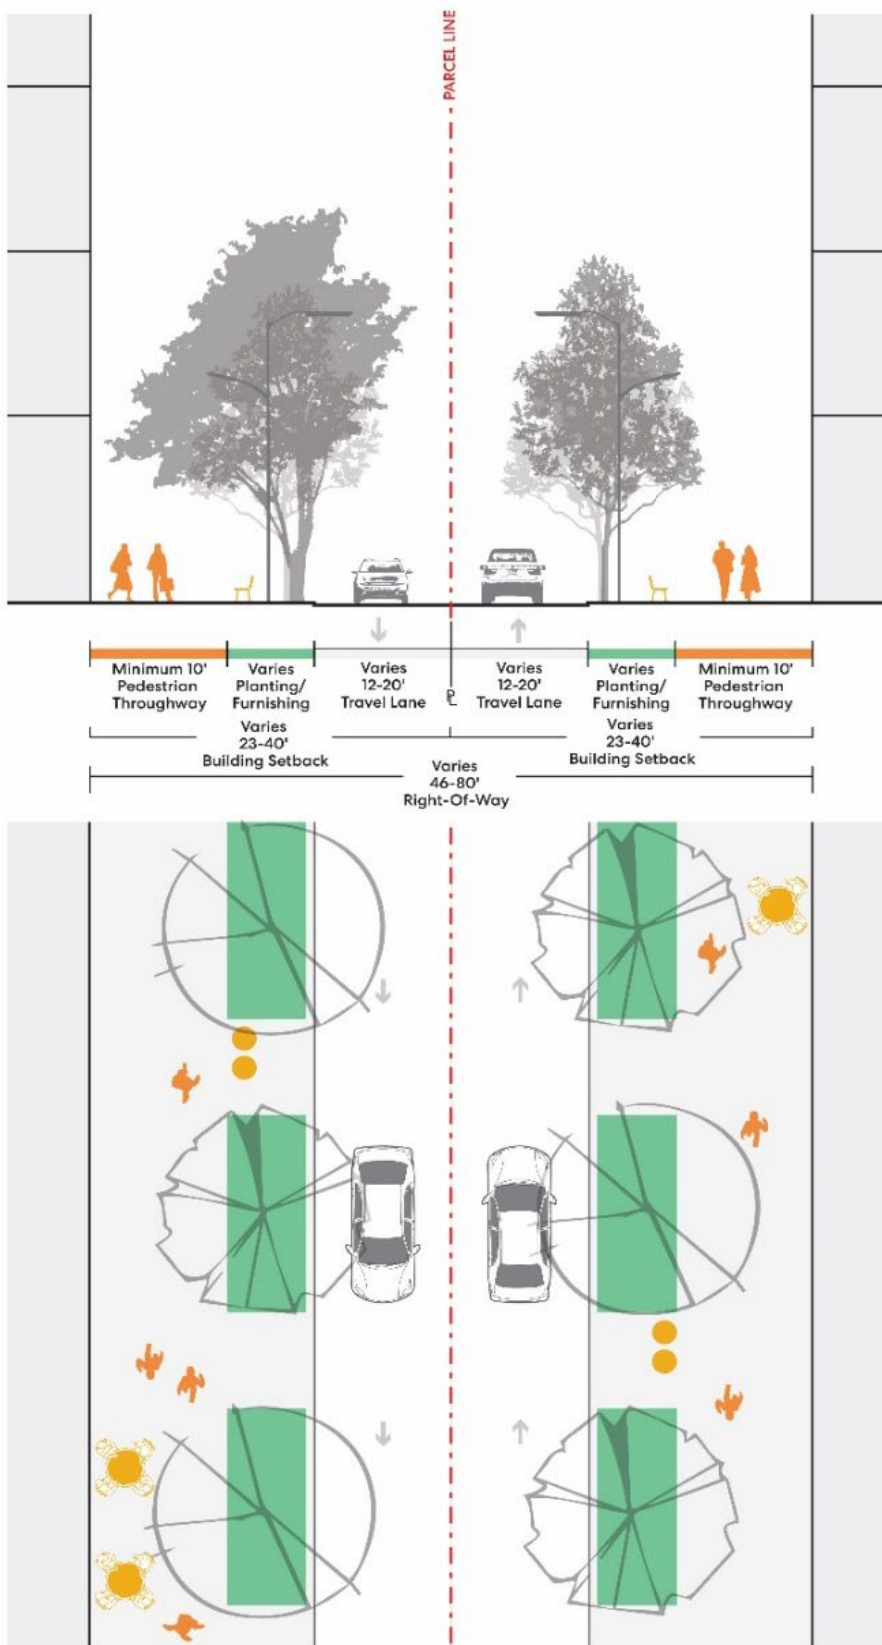 PARCEL LINE
Minimum 10'
Pedestrian
Throughway
Varies
Planting/
Furnishing
Varies
12-20'
Travel Lane
PL
Varies
12-20'
Travel Lane
Varies
Planting/
Furnishing
Minimum 10'
Pedestrian
Throughway
Varies
23-40'
Building Setback
Varies
23-40'
Building Setback
Varies
46-80'
Right-Of-Way